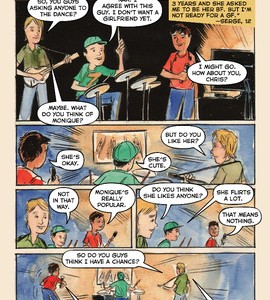 SO, YOU GUYS
ASKING ANYONE TO
THE DANCE?
AGREE WITH THIS
GUY. I DON'T WANT A
GIRLFRIEND YET.
3 YEARS AND SHE ASKED
ME TO BE HER BF. BUT I'M
NOT READY FOR A GF."
—SERGE, 12
I MIGHT GO.
HOW ABOUT YOU,
CHRIS?
MAYBE. WHAT
DO YOU THINK OF
MONIQUE?
SHE'S
OKAY.
SHE'S
CUTE.
BUT DO YOU
LIKE HER?
NOT
IN THAT
WAY.
MONIQUE'S
REALLY
POPULAR.
DO YOU THINK
SHE LIKES ANYONE?
SHE FLIRTS
A LOT.
THAT MEANS
NOTHING.
SO DO YOU GUYS
THINK I HAVE A CHANCE?